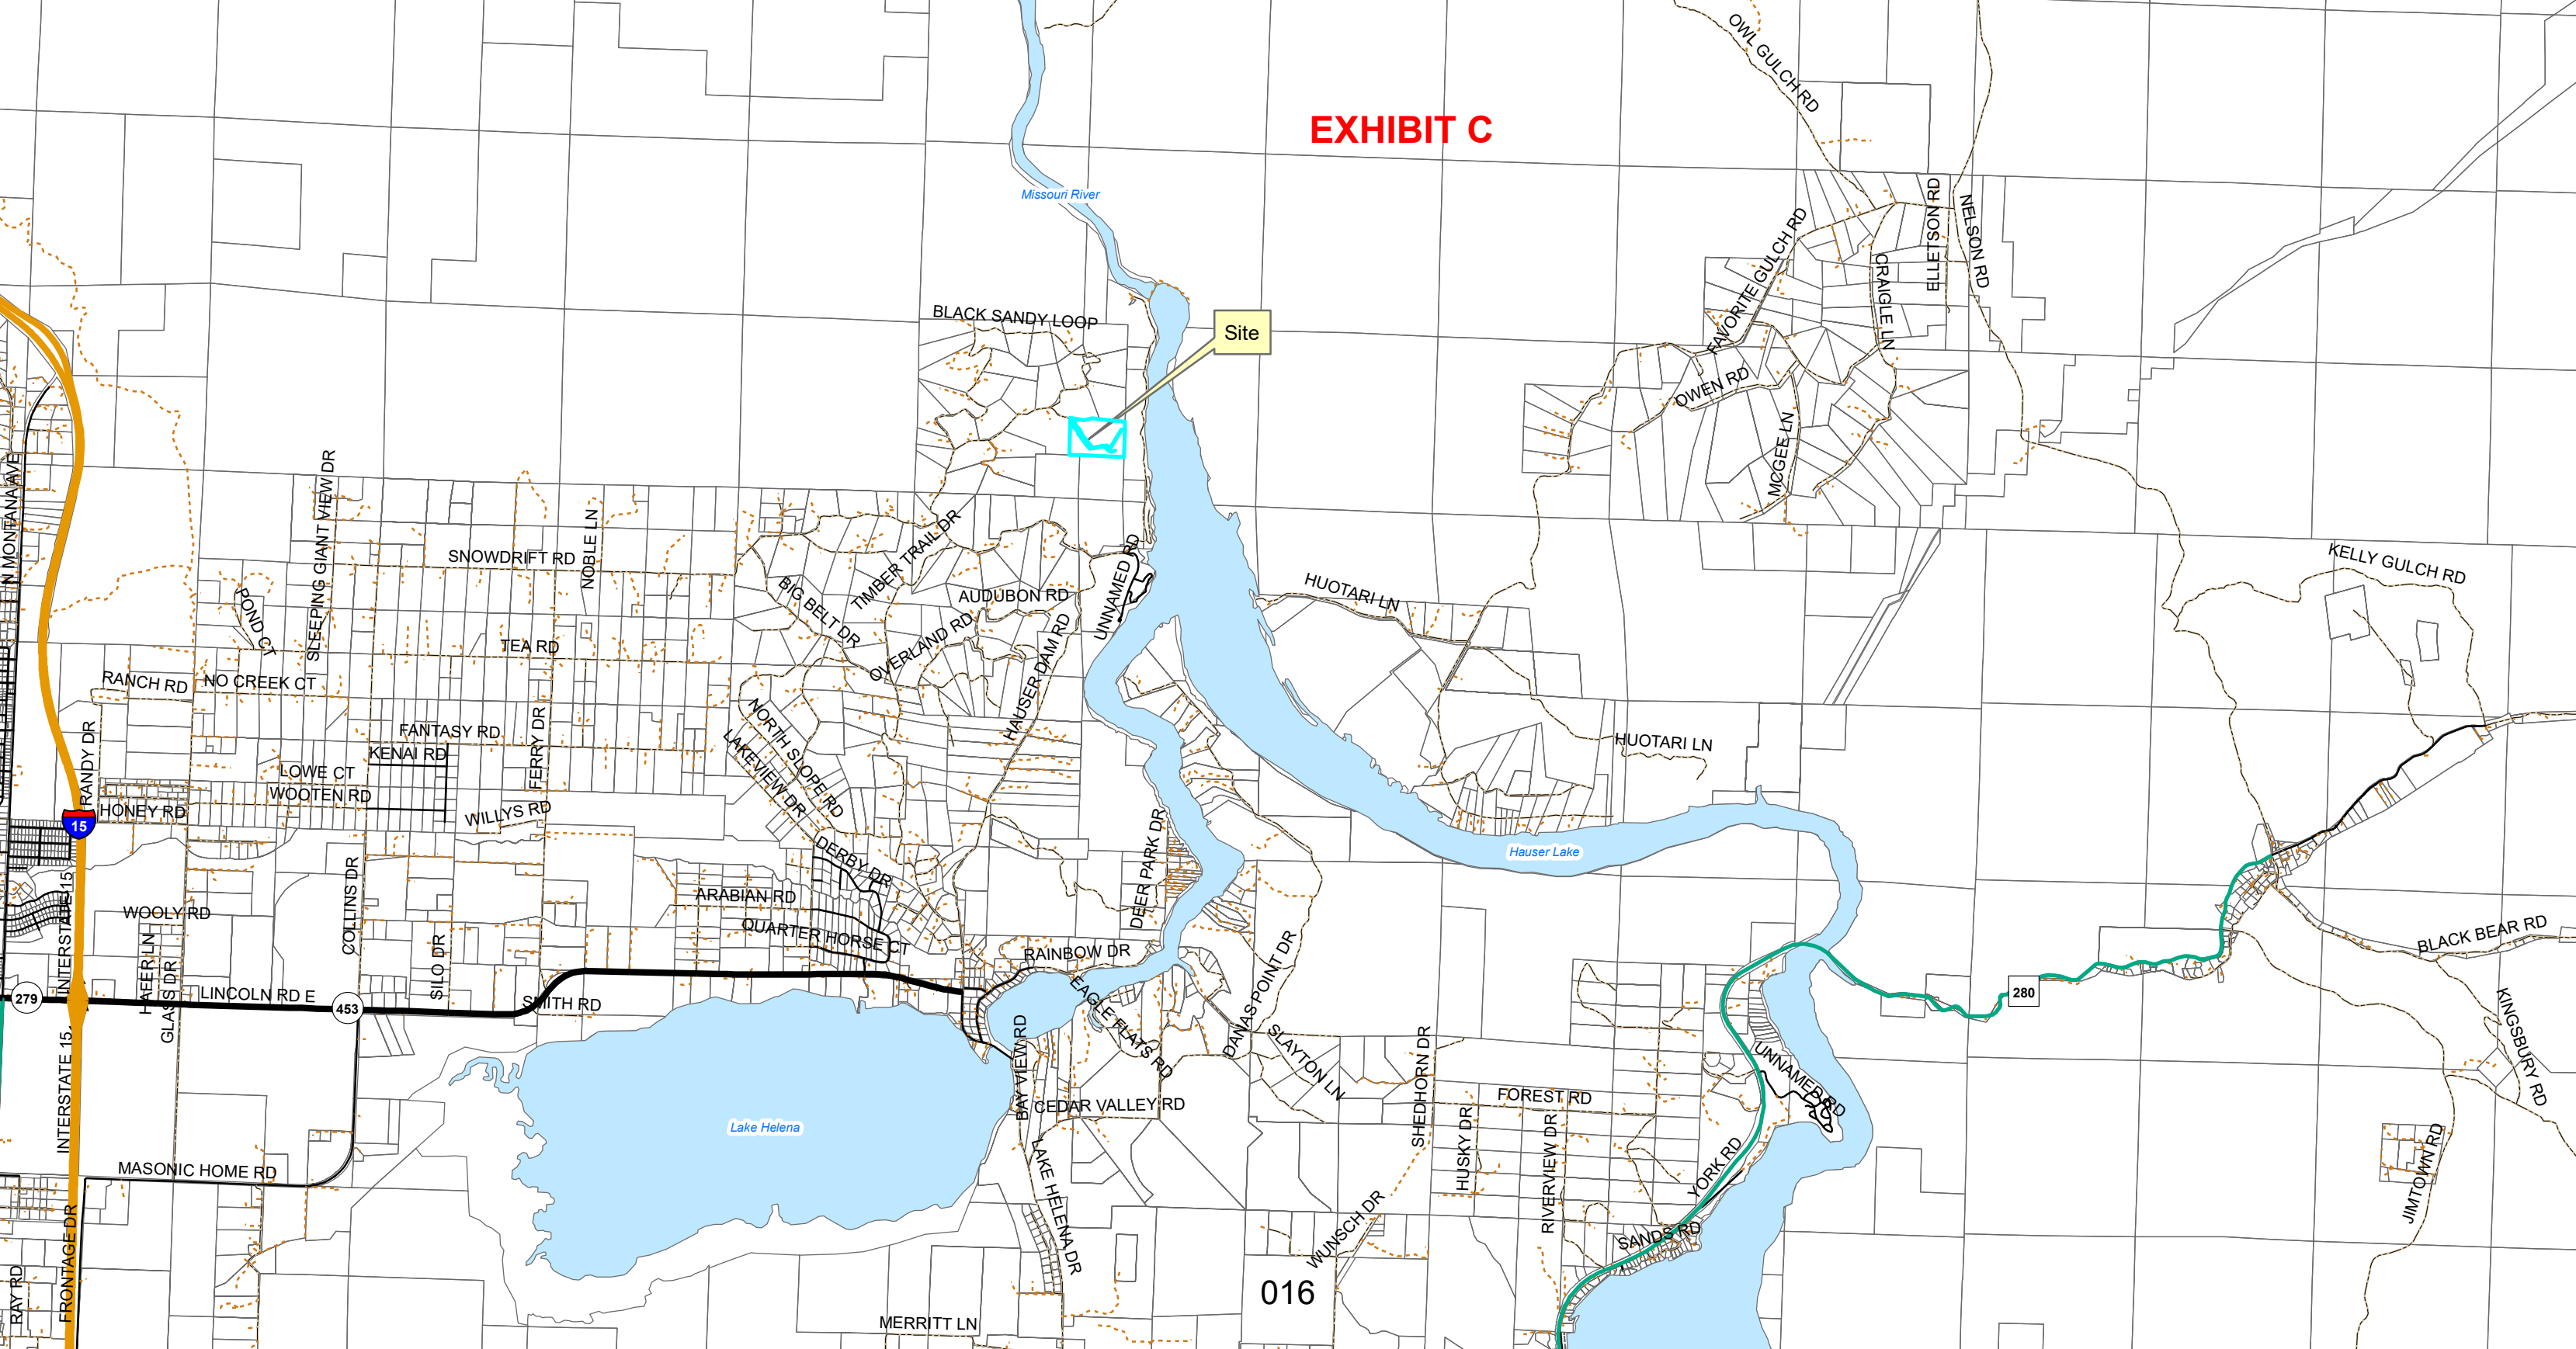 OWL GULCH RD
EXHIBIT C
Missouri River
ELLETSON RD
NELSON RD
FAVORITE GULCH RD
CRAIGLE LN
BLACK SANDY LOOP
Site
OWEN RD
MCGEE LN
N MONTANA AVE
SLEEPING GIANT VIEW DR
SNOWDRIFT RD
NOBLE LN
TIMBER TRAIL DR
BIG BELT DR
AUDUBON RD
UNNAMED RD
HUOTARI LN
KELLY GULCH RD
POND CT
TEA RD
OVERLAND RD
HAUSER DAM RD
RANCH RD
NO CREEK CT
RANDY DR
FANTASY RD
KENAI RD
FERRY DR
NORTH SLOPE RD
LAKEVIEW DR
HUOTARI LN
LOWE CT
WOOTEN RD
HONEY RD
WILLYS RD
15
DERBY DR
DEER PARK DR
Hauser Lake
INTERSTATE 15
COLLINS DR
ARABIAN RD
WOOLY RD
QUARTER HORSE CT
BLACK BEAR RD
HAFER LN
GLASS DR
SILO DR
RAINBOW DR
DANAS POINT DR
279
LINCOLN RD E
453
SMITH RD
EAGLE FLATS RD
280
KINGSBURY RD
INTERSTATE 15
BAY VIEW RD
SLAYTON LN
SHEDHORN DR
UNNAMED RD
FOREST RD
CEDAR VALLEY RD
Lake Helena
HUSKY DR
RIVERVIEW DR
YORK RD
JIMTOWN RD
MASONIC HOME RD
LAKE HELENA DR
WUNSCH DR
SANDS RD
FRONTAGE DR
RAY RD
016
MERRITT LN